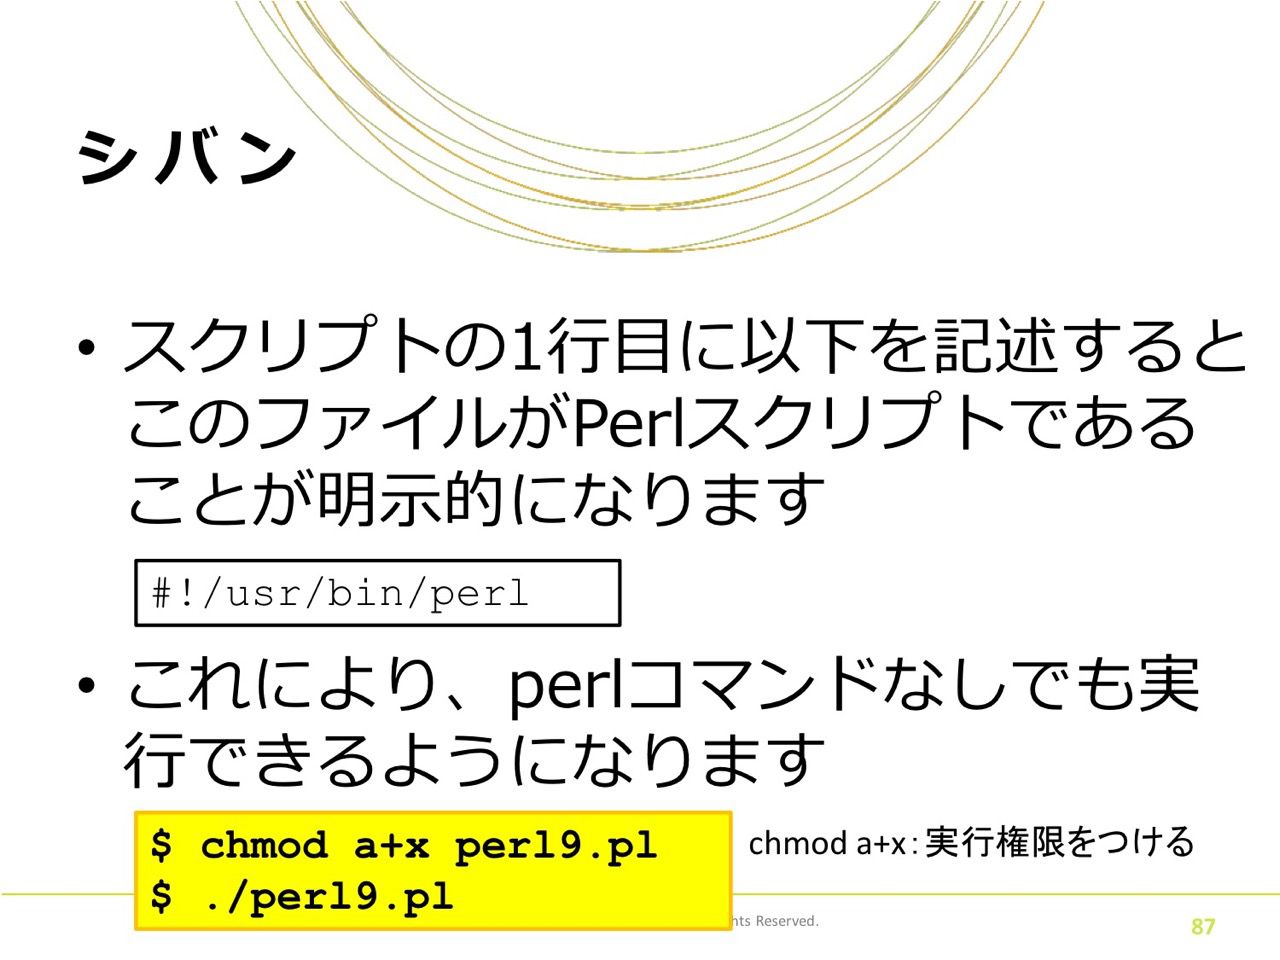 シバン
• スクリプトの1行目に以下を記述すると
このファイルがPerlスクリプトである
ことが明示的になります
#!/usr/bin/perl
• これにより、perlコマンドなしでも実
行できるようになります
$ chmod a+x perl9.pl
$ ./perl9.pl
chmod a+x：実行権限をつける
Reserved.
87